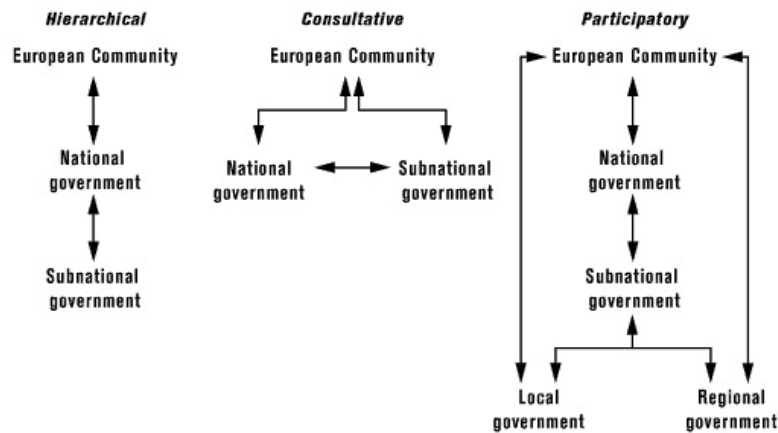 Hierarchical
European Community
National
government
Subnational
government
Consultative
European Community
National
government
Subnational
government
Participatory
European Community
National
government
Subnational
government
Local
government
Regional
government